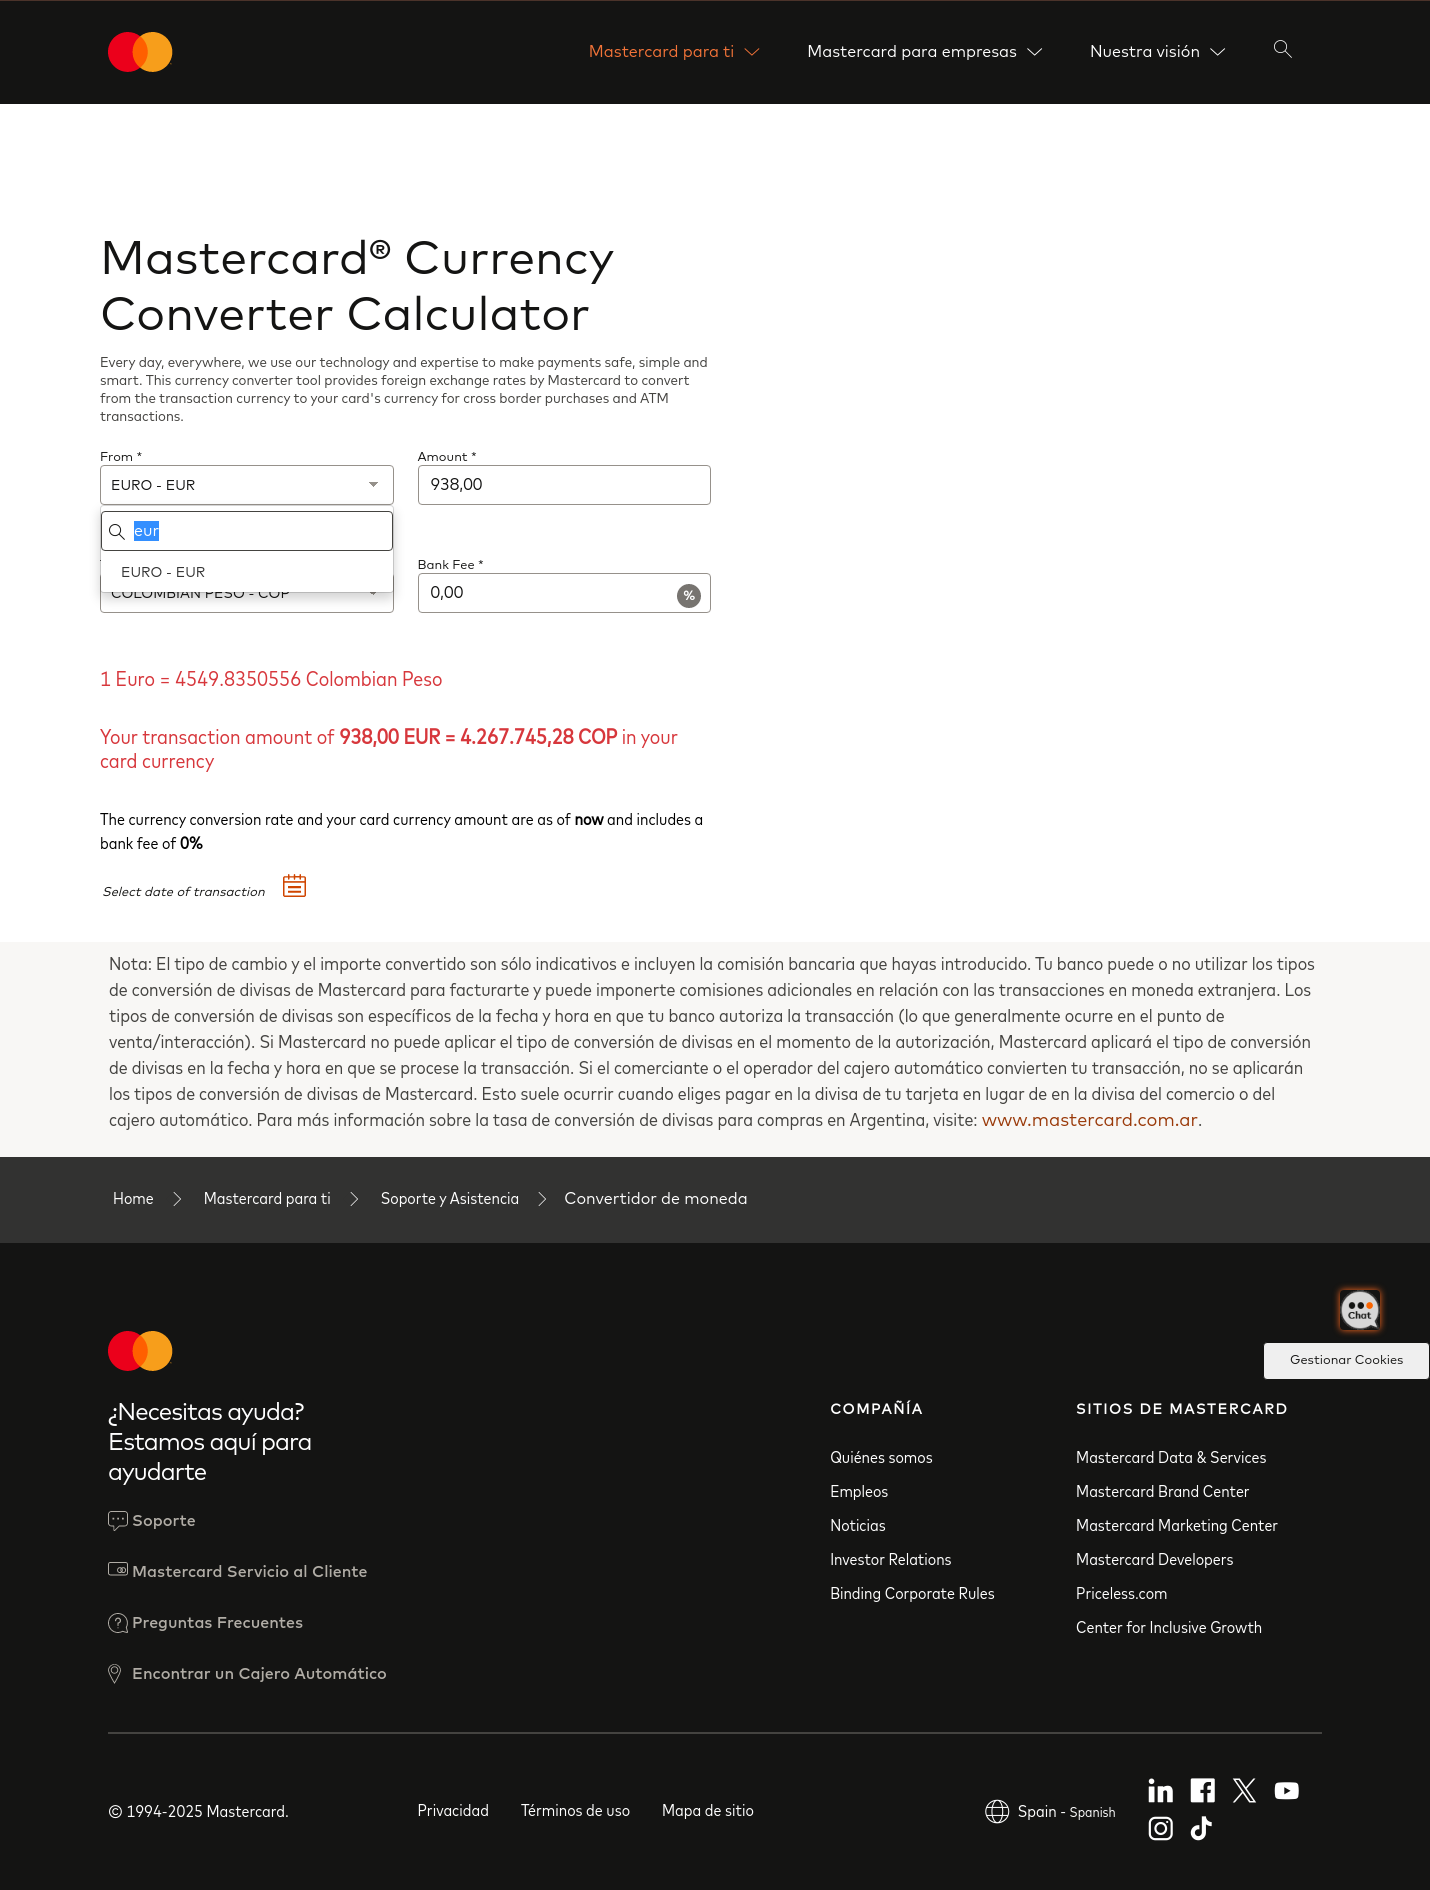 Mastercard para ti
Mastercard para empresas
Nuestra visión
Mastercard® Currency
Converter Calculator
Every day, everywhere, we use our technology and expertise to make payments safe, simple and
smart. This currency converter tool provides foreign exchange rates by Mastercard to convert
from the transaction currency to your card's currency for cross border purchases and ATM
transactions.
From *
Amount *
EURO - EUR
938,00
eur
EURO - EUR
Bank Fee *
COLOMBIAN PESO - COP
0,00
%
1 Euro = 4549.8350556 Colombian Peso
Your transaction amount of 938,00 EUR = 4.267.745,28 COP in your
card currency
The currency conversion rate and your card currency amount are as of now and includes a
bank fee of 0%
Select date of transaction
Nota: El tipo de cambio y el importe convertido son sólo indicativos e incluyen la comisión bancaria que hayas introducido. Tu banco puede o no utilizar los tipos
de conversión de divisas de Mastercard para facturarte y puede imponerte comisiones adicionales en relación con las transacciones en moneda extranjera. Los
tipos de conversión de divisas son específicos de la fecha y hora en que tu banco autoriza la transacción (lo que generalmente ocurre en el punto de
venta/interacción). Si Mastercard no puede aplicar el tipo de conversión de divisas en el momento de la autorización, Mastercard aplicará el tipo de conversión
de divisas en la fecha y hora en que se procese la transacción. Si el comerciante o el operador del cajero automático convierten tu transacción, no se aplicarán
los tipos de conversión de divisas de Mastercard. Esto suele ocurrir cuando eliges pagar en la divisa de tu tarjeta en lugar de en la divisa del comercio o del
cajero automático. Para más información sobre la tasa de conversión de divisas para compras en Argentina, visite: www.mastercard.com.ar.
Home
Mastercard para ti
Soporte y Asistencia
Convertidor de moneda
Chat
Gestionar Cookies
¿Necesitas ayuda?
Estamos aquí para
ayudarte
Soporte
Mastercard Servicio al Cliente
Preguntas Frecuentes
Encontrar un Cajero Automático
COMPAÑÍA
Quiénes somos
Empleos
Noticias
Investor Relations
Binding Corporate Rules
SITIOS DE MASTERCARD
Mastercard Data & Services
Mastercard Brand Center
Mastercard Marketing Center
Mastercard Developers
Priceless.com
Center for Inclusive Growth
© 1994-2025 Mastercard.
Privacidad
Términos de uso
Mapa de sitio
Spain - Spanish